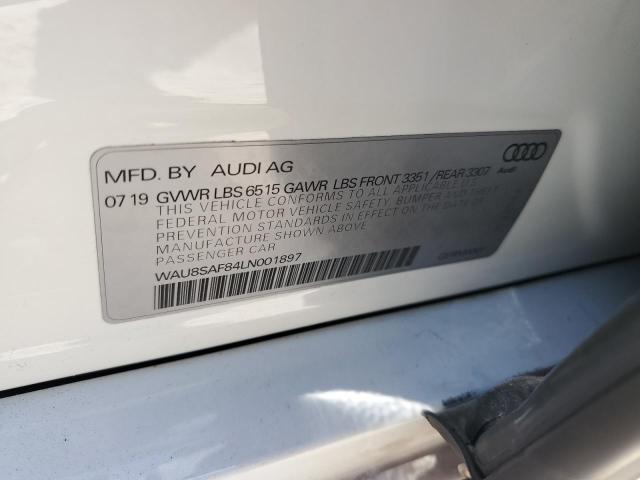 MFD. BY AUDI AG
07 19 GVWR LBS 6515 GAWR LBS FRONT 3351 / REAR 3307
Audi
THIS VEHICLE CONFORMS TO ALL APPLICABLE U.S.
FEDERAL MOTOR VEHICLE SAFETY, BUMPER AND THEFT
PREVENTION STANDARDS IN EFFECT ON THE DATE OF
MANUFACTURE SHOWN ABOVE
PASSENGER CAR
WAU8SAF84LN001897
GERMANY